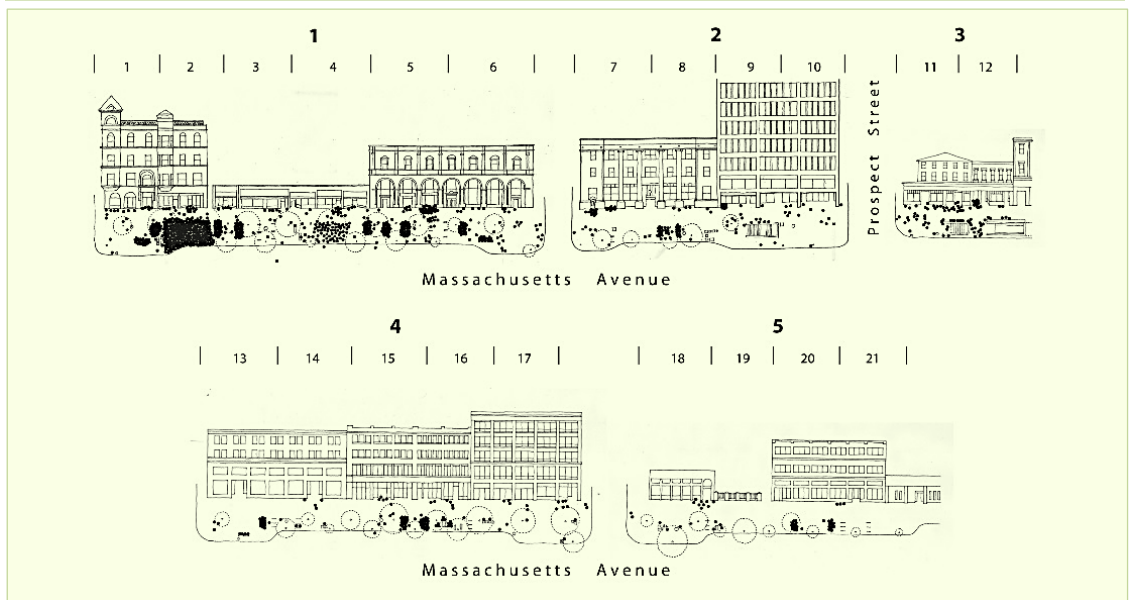 1 2 3
1 2 3 4 5 6 7 8 9 10 11 12
Prospect Street
Massachusetts Avenue
4 5
13 14 15 16 17 18 19 20 21
Massachusetts Avenue